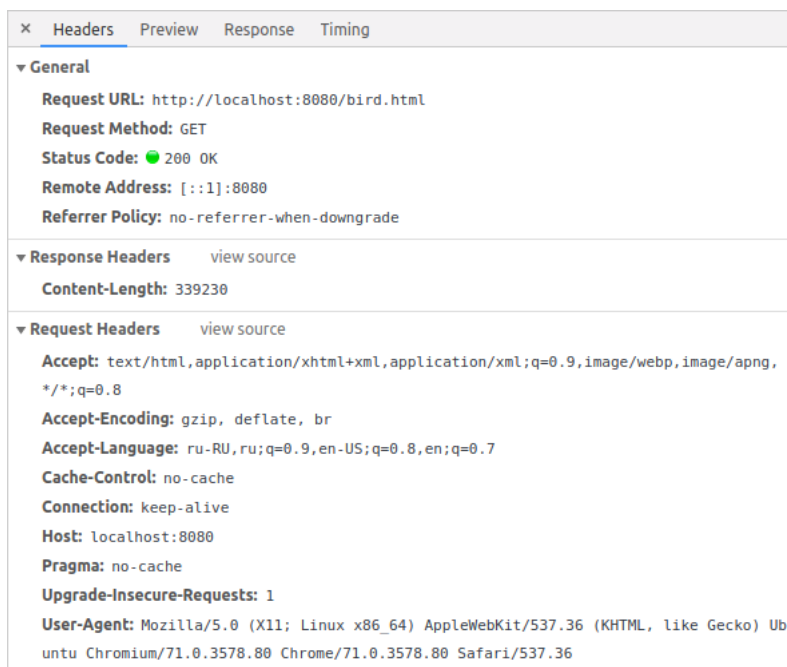 × Headers Preview Response Timing
▾ General
Request URL: http://localhost:8080/bird.html
Request Method: GET
Status Code: 200 OK
Remote Address: [::1]:8080
Referrer Policy: no-referrer-when-downgrade
▾ Response Headers view source
Content-Length: 339230
▾ Request Headers view source
Accept: text/html,application/xhtml+xml,application/xml;q=0.9,image/webp,image/apng,
*/*;q=0.8
Accept-Encoding: gzip, deflate, br
Accept-Language: ru-RU,ru;q=0.9,en-US;q=0.8,en;q=0.7
Cache-Control: no-cache
Connection: keep-alive
Host: localhost:8080
Pragma: no-cache
Upgrade-Insecure-Requests: 1
User-Agent: Mozilla/5.0 (X11; Linux x86_64) AppleWebKit/537.36 (KHTML, like Gecko) Ub
untu Chromium/71.0.3578.80 Chrome/71.0.3578.80 Safari/537.36